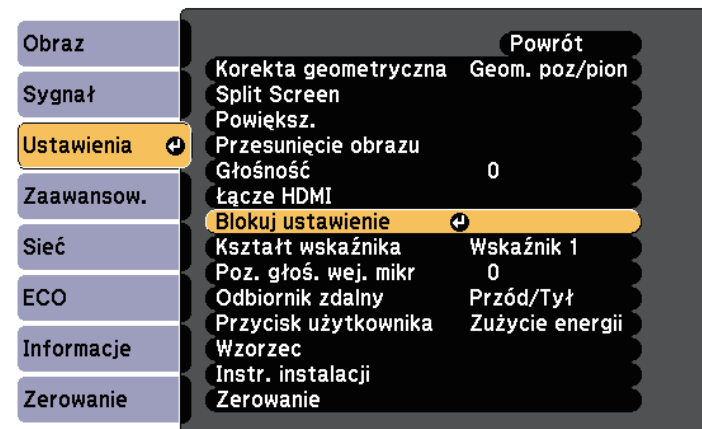 Obraz
Sygnał
Ustawienia
Zaawansow.
Sieć
ECO
Informacje
Zerowanie
Powrót
Korekta geometryczna Geom. poz/pion
Split Screen
Powiększ.
Przesunięcie obrazu
Głośność 0
Łącze HDMI
Blokuj ustawienie
Kształt wskaźnika Wskaźnik 1
Poz. głoś. wej. mikr 0
Odbiornik zdalny Przód/Tył
Przycisk użytkownika Zużycie energii
Wzorzec
Instr. instalacji
Zerowanie